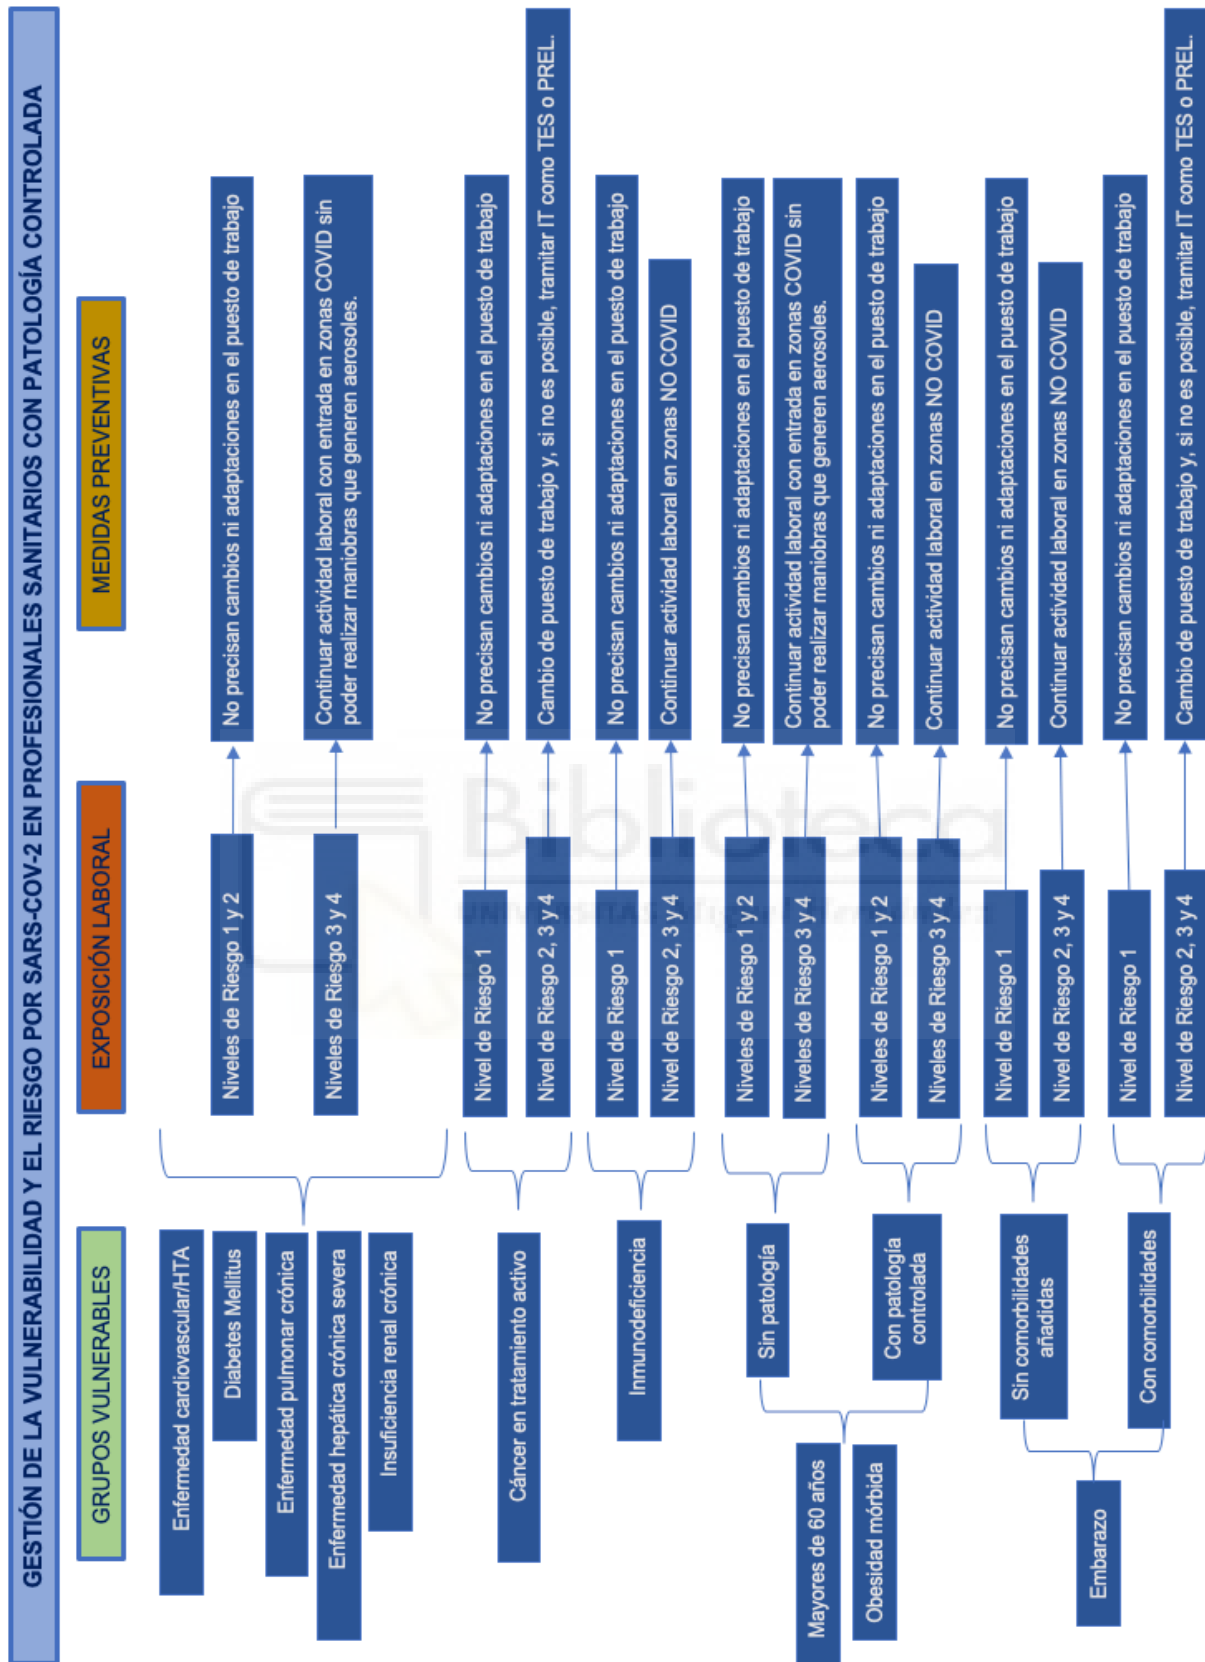 GESTIÓN DE LA VULNERABILIDAD Y EL RIESGO POR SARS-COV-2 EN PROFESIONALES SANITARIOS CON PATOLOGÍA CONTROLADA
GRUPOS VULNERABLES
EXPOSICIÓN LABORAL
MEDIDAS PREVENTIVAS
Enfermedad cardiovascular/HTA
Diabetes Mellitus
Enfermedad pulmonar crónica
Enfermedad hepática crónica severa
Insuficiencia renal crónica
Niveles de Riesgo 1 y 2
No precisan cambios ni adaptaciones en el puesto de trabajo
Niveles de Riesgo 3 y 4
Continuar actividad laboral con entrada en zonas COVID sin
poder realizar maniobras que generen aerosoles.
Cáncer en tratamiento activo
Nivel de Riesgo 1
No precisan cambios ni adaptaciones en el puesto de trabajo
Nivel de Riesgo 2, 3 y 4
Cambio de puesto de trabajo y, si no es posible, tramitar IT como TES o PREL.
Inmunodeficiencia
Nivel de Riesgo 1
No precisan cambios ni adaptaciones en el puesto de trabajo
Nivel de Riesgo 2, 3 y 4
Continuar actividad laboral en zonas NO COVID
Mayores de 60 años
Obesidad mórbida
Sin patología
Niveles de Riesgo 1 y 2
No precisan cambios ni adaptaciones en el puesto de trabajo
Niveles de Riesgo 3 y 4
Continuar actividad laboral con entrada en zonas COVID sin
poder realizar maniobras que generen aerosoles.
Con patología
controlada
Niveles de Riesgo 1 y 2
No precisan cambios ni adaptaciones en el puesto de trabajo
Niveles de Riesgo 3 y 4
Continuar actividad laboral en zonas NO COVID
Embarazo
Sin comorbilidades
añadidas
Nivel de Riesgo 1
No precisan cambios ni adaptaciones en el puesto de trabajo
Nivel de Riesgo 2, 3 y 4
Continuar actividad laboral en zonas NO COVID
Con comorbilidades
Nivel de Riesgo 1
No precisan cambios ni adaptaciones en el puesto de trabajo
Nivel de Riesgo 2, 3 y 4
Cambio de puesto de trabajo y, si no es posible, tramitar IT como TES o PREL.
Biblioteca
UNIVERSITAS Miguel Hernández